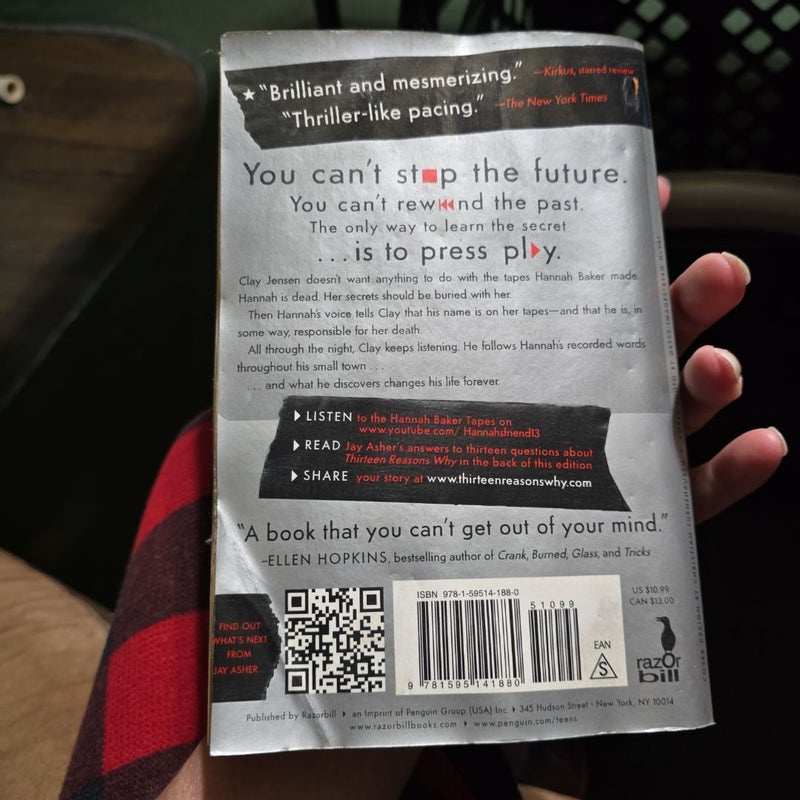 ★ "Brilliant and mesmerizing." —Kirkus, starred review
"Thriller-like pacing." —The New York Times
You can't stop the future.
You can't rewind the past.
The only way to learn the secret
. . . is to press play.
Clay Jensen doesn't want anything to do with the tapes Hannah Baker made.
Hannah is dead. Her secrets should be buried with her.
Then Hannah's voice tells Clay that his name is on her tapes—and that he is, in
some way, responsible for her death.
All through the night, Clay keeps listening. He follows Hannah's recorded words
throughout his small town . . .
. . . and what he discovers changes his life forever.
LISTEN to the Hannah Baker Tapes on
www.youtube.com/ Hannahsfriend13
READ Jay Asher's answers to thirteen questions about
Thirteen Reasons Why in the back of this edition
SHARE your story at www.thirteenreasonswhy.com
"A book that you can't get out of your mind."
–ELLEN HOPKINS, bestselling author of Crank, Burned, Glass, and Tricks
FIND OUT
WHAT'S NEXT
FROM
JAY ASHER...
ISBN 978-1-59514-188-0
51099
EAN
S
9 781595 141880
US $10.99
CAN $13.00
razOr
bill
Published by Razorbill ▸ an Imprint of Penguin Group (USA) Inc. ▸ 345 Hudson Street • New York, NY 10014
www.razorbillbooks.com ▸ www.penguin.com/teens
COVER DESIGN BY CHRISTIAN